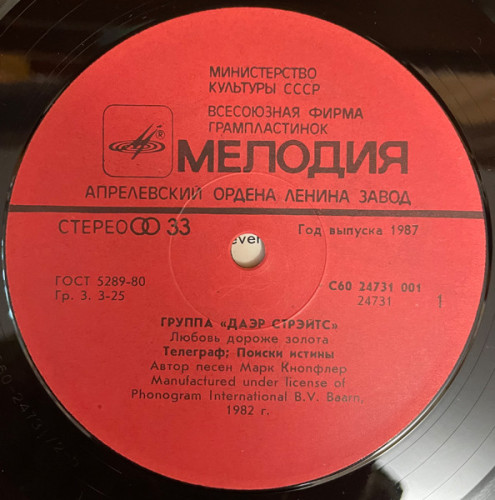 МИНИСТЕРСТВО
КУЛЬТУРЫ СССР
ВСЕСОЮЗНАЯ ФИРМА
ГРАМПЛАСТИНОК
МЕЛОДИЯ
АПРЕЛЕВСКИЙ ОРДЕНА ЛЕНИНА ЗАВОД
СТЕРЕО 33
Год выпуска 1987
ever
ГОСТ 5289-80
Гр. 3. 3-25
С60 24731 001
24731 1
ГРУППА «ДАЭР СТРЭЙТС»
Любовь дороже золота
Телеграф; Поиски истины
Автор песен Марк Кнопфлер
Manufactured under license of
Phonogram International B.V. Baarn,
1982 г.